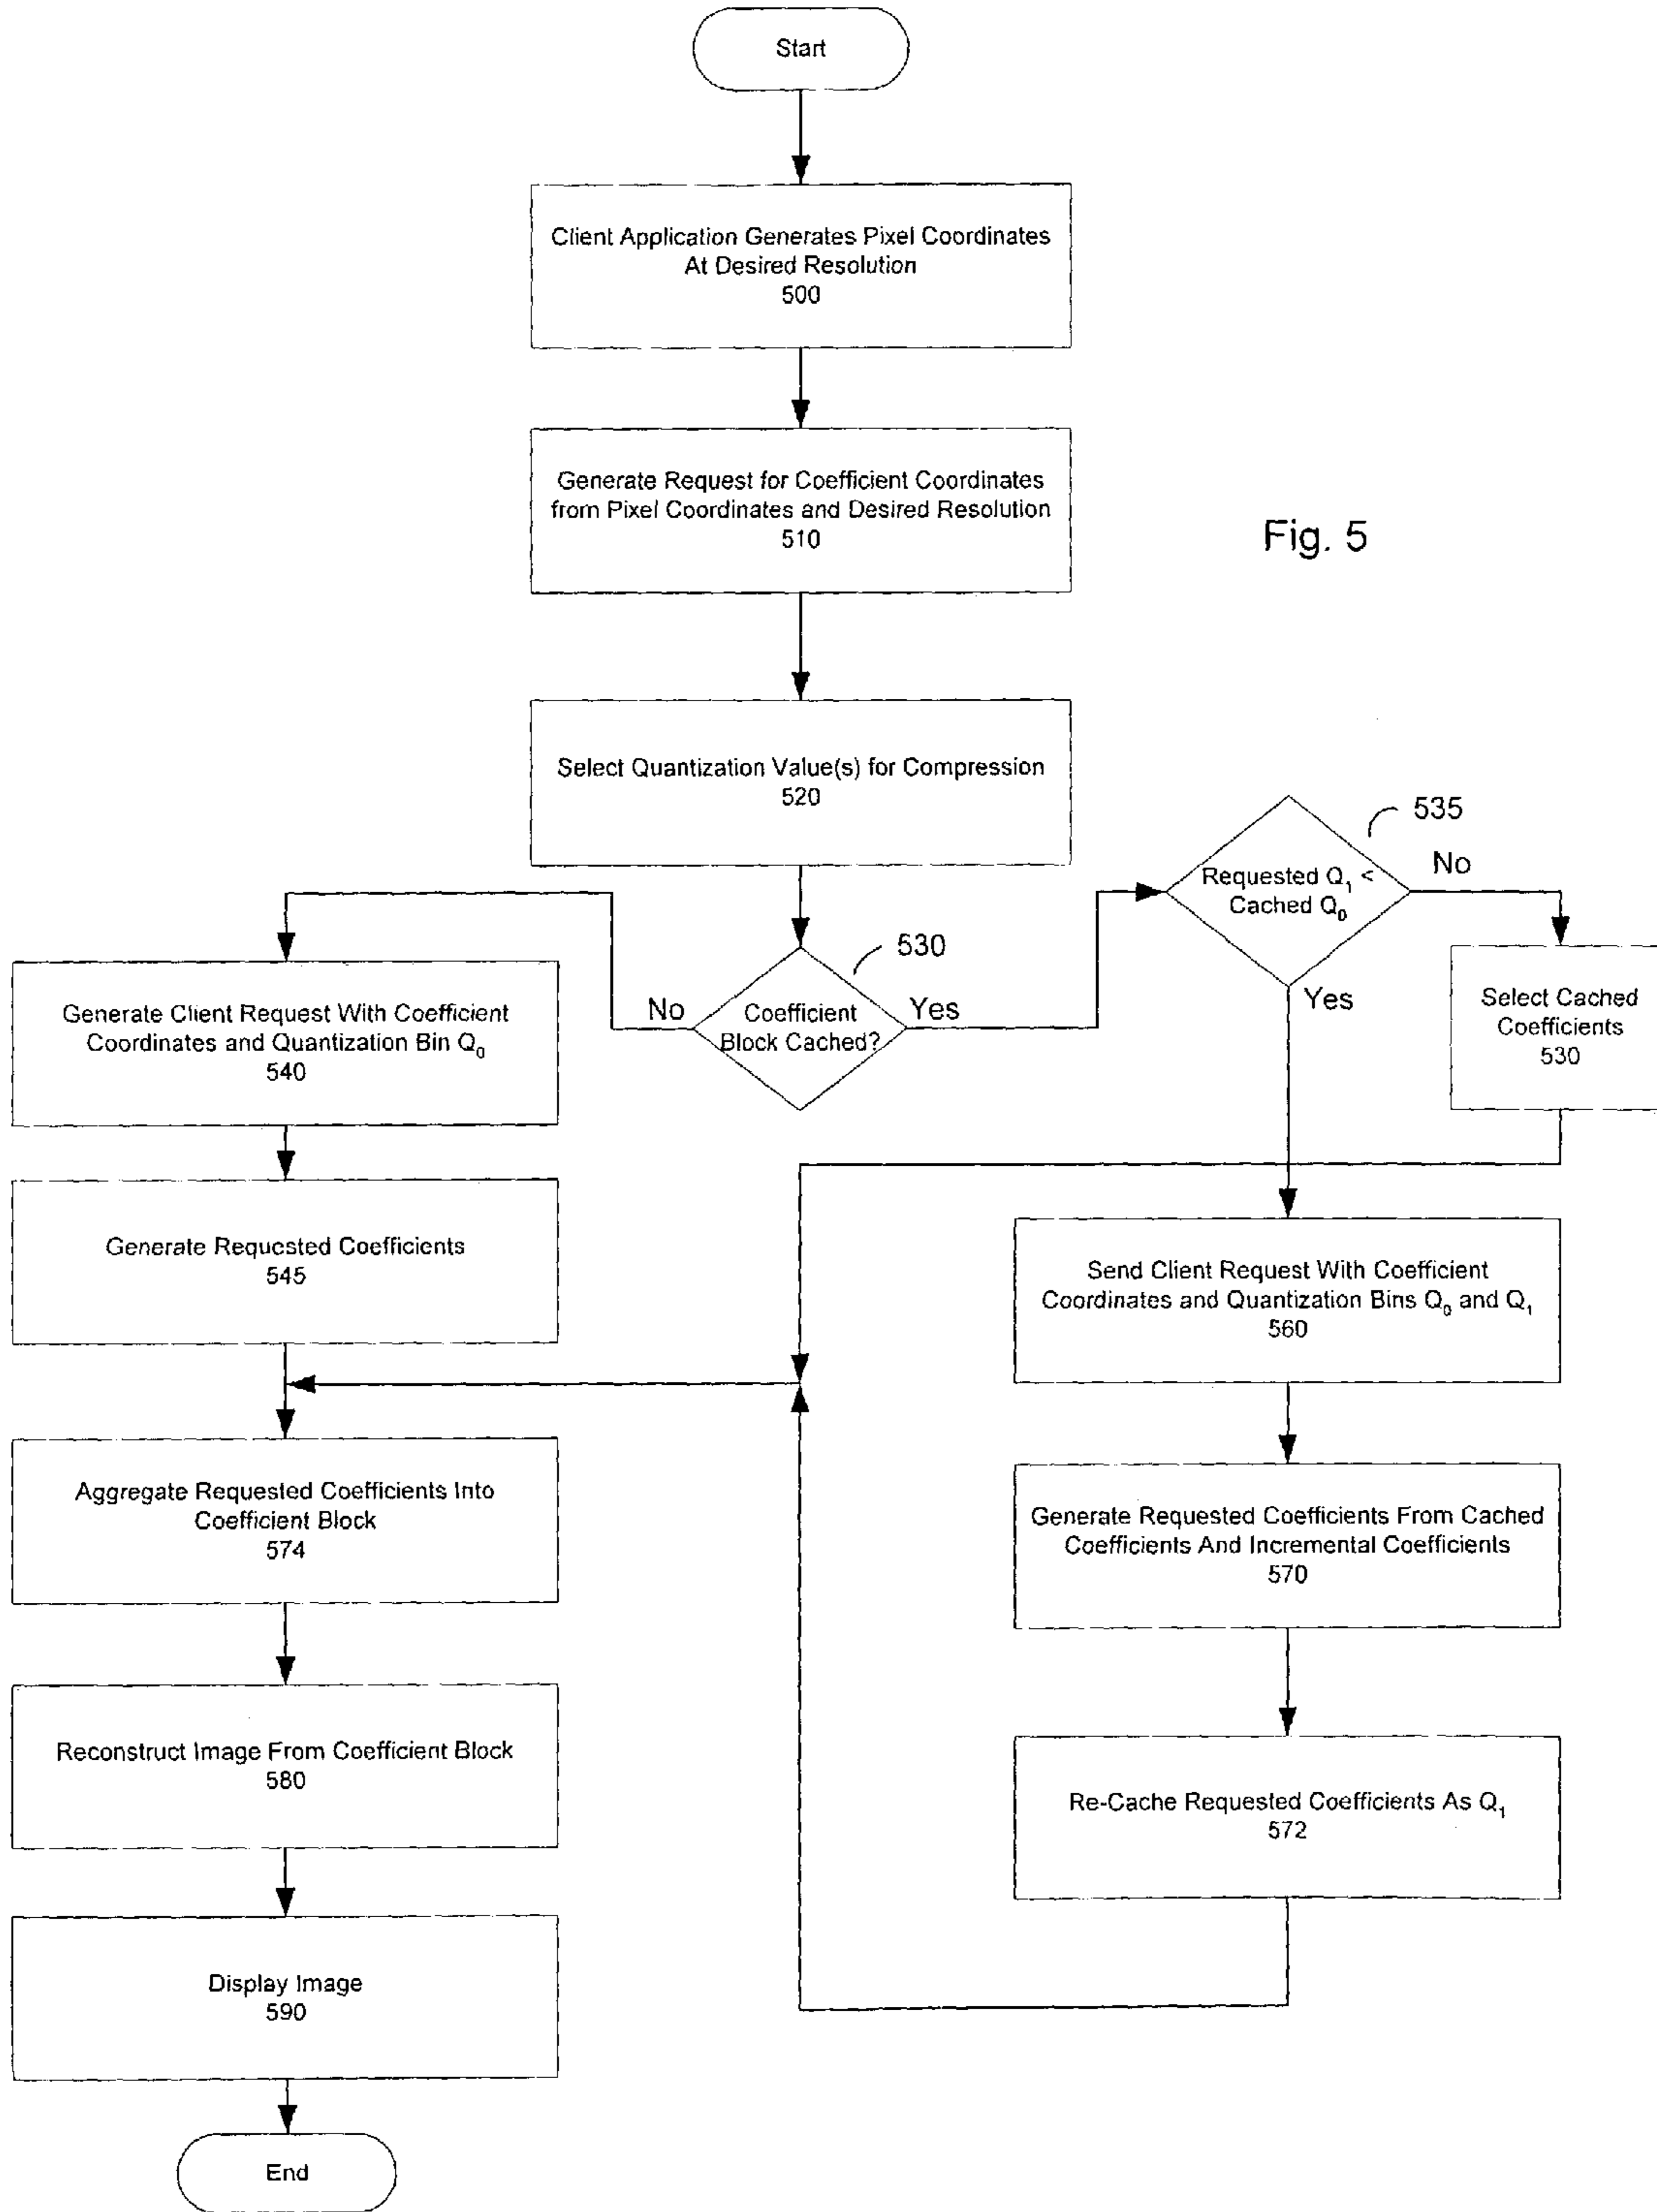 Start
Client Application Generates Pixel Coordinates
At Desired Resolution
500
Generate Request for Coefficient Coordinates
from Pixel Coordinates and Desired Resolution
510
Fig. 5
Select Quantization Value(s) for Compression
520
535
Requested Q₁ <
Cached Q₀
No
Yes
530
Coefficient
Block Cached?
No
Yes
Select Cached
Coefficients
530
Generate Client Request With Coefficient
Coordinates and Quantization Bin Q₀
540
Generate Requested Coefficients
545
Send Client Request With Coefficient
Coordinates and Quantization Bins Q₀ and Q₁
560
Aggregate Requested Coefficients Into
Coefficient Block
574
Generate Requested Coefficients From Cached
Coefficients And Incremental Coefficients
570
Reconstruct Image From Coefficient Block
580
Re-Cache Requested Coefficients As Q₁
572
Display Image
590
End